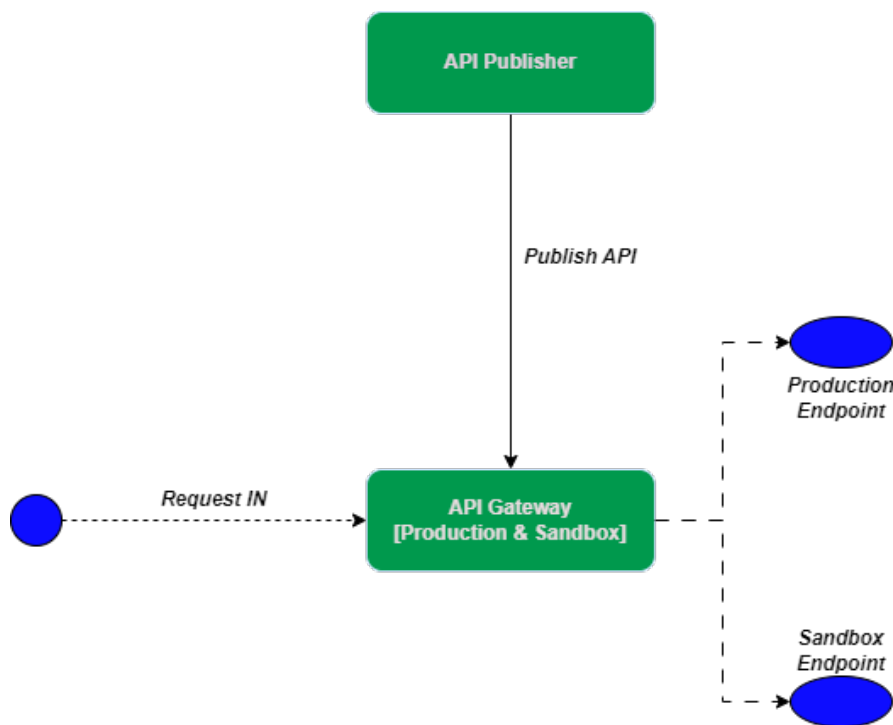 API Publisher
Publish API
Production
Endpoint
Request IN
API Gateway
[Production & Sandbox]
Sandbox
Endpoint